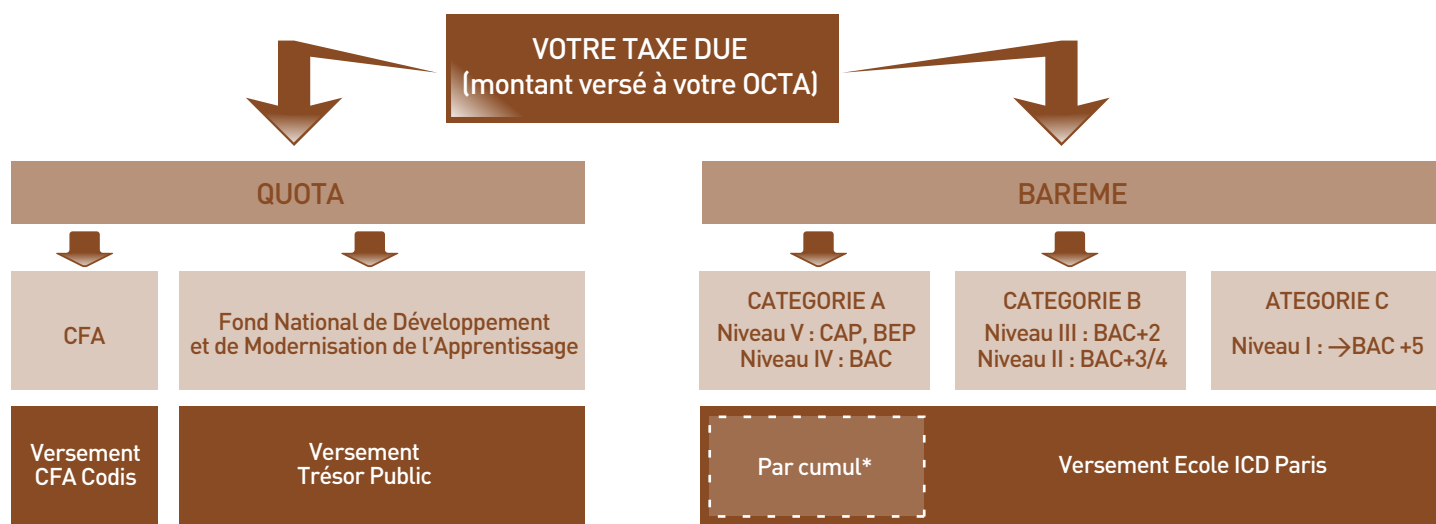 VOTRE TAXE DUE
(montant versé à votre OCTA)
QUOTA
BAREME
CFA
Fond National de Développement
et de Modernisation de l'Apprentissage
CATEGORIE A
Niveau V : CAP, BEP
Niveau IV : BAC
CATEGORIE B
Niveau III : BAC+2
Niveau II : BAC+3/4
ATEGORIE C
Niveau I : →BAC +5
Versement
CFA Codis
Versement
Trésor Public
Par cumul*
Versement Ecole ICD Paris